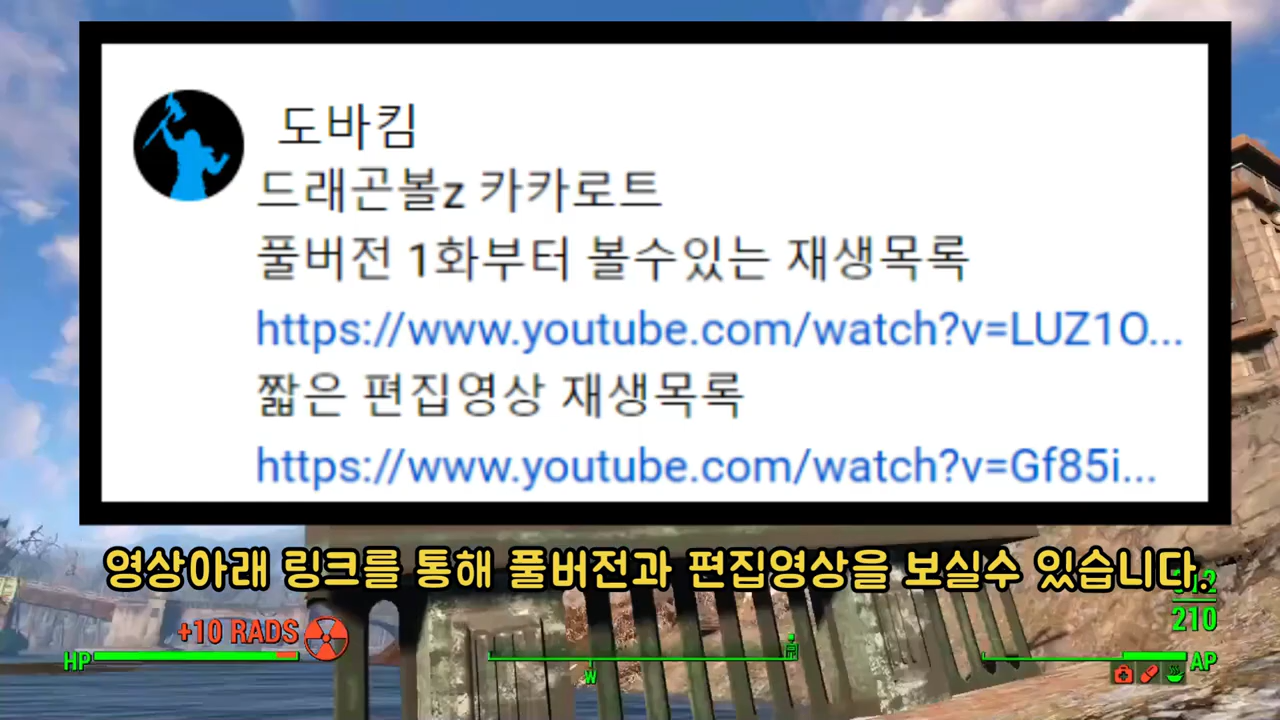 도바킴
드래곤볼z 카카로트
풀버전 1화부터 볼수있는 재생목록
https://www.youtube.com/watch?v=LUZ1O...
짧은 편집영상 재생목록
https://www.youtube.com/watch?v=Gf85i...
영상아래 링크를 통해 풀버전과 편집영상을 보실수 있습니다.
210
+10 RADS
HP
W
AP